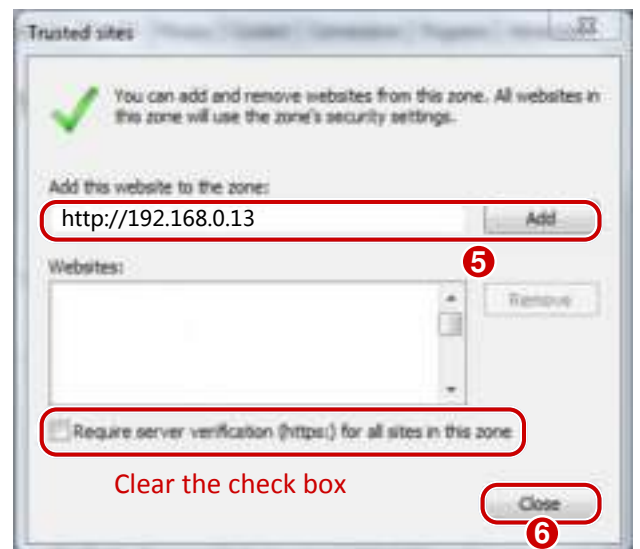 Trusted sites
You can add and remove websites from this zone. All websites in
this zone will use the zone's security settings.
Add this website to the zone:
http://192.168.0.13
Add
5
Websites:
Remove
Require server verification (https:) for all sites in this zone
Clear the check box
Close
6